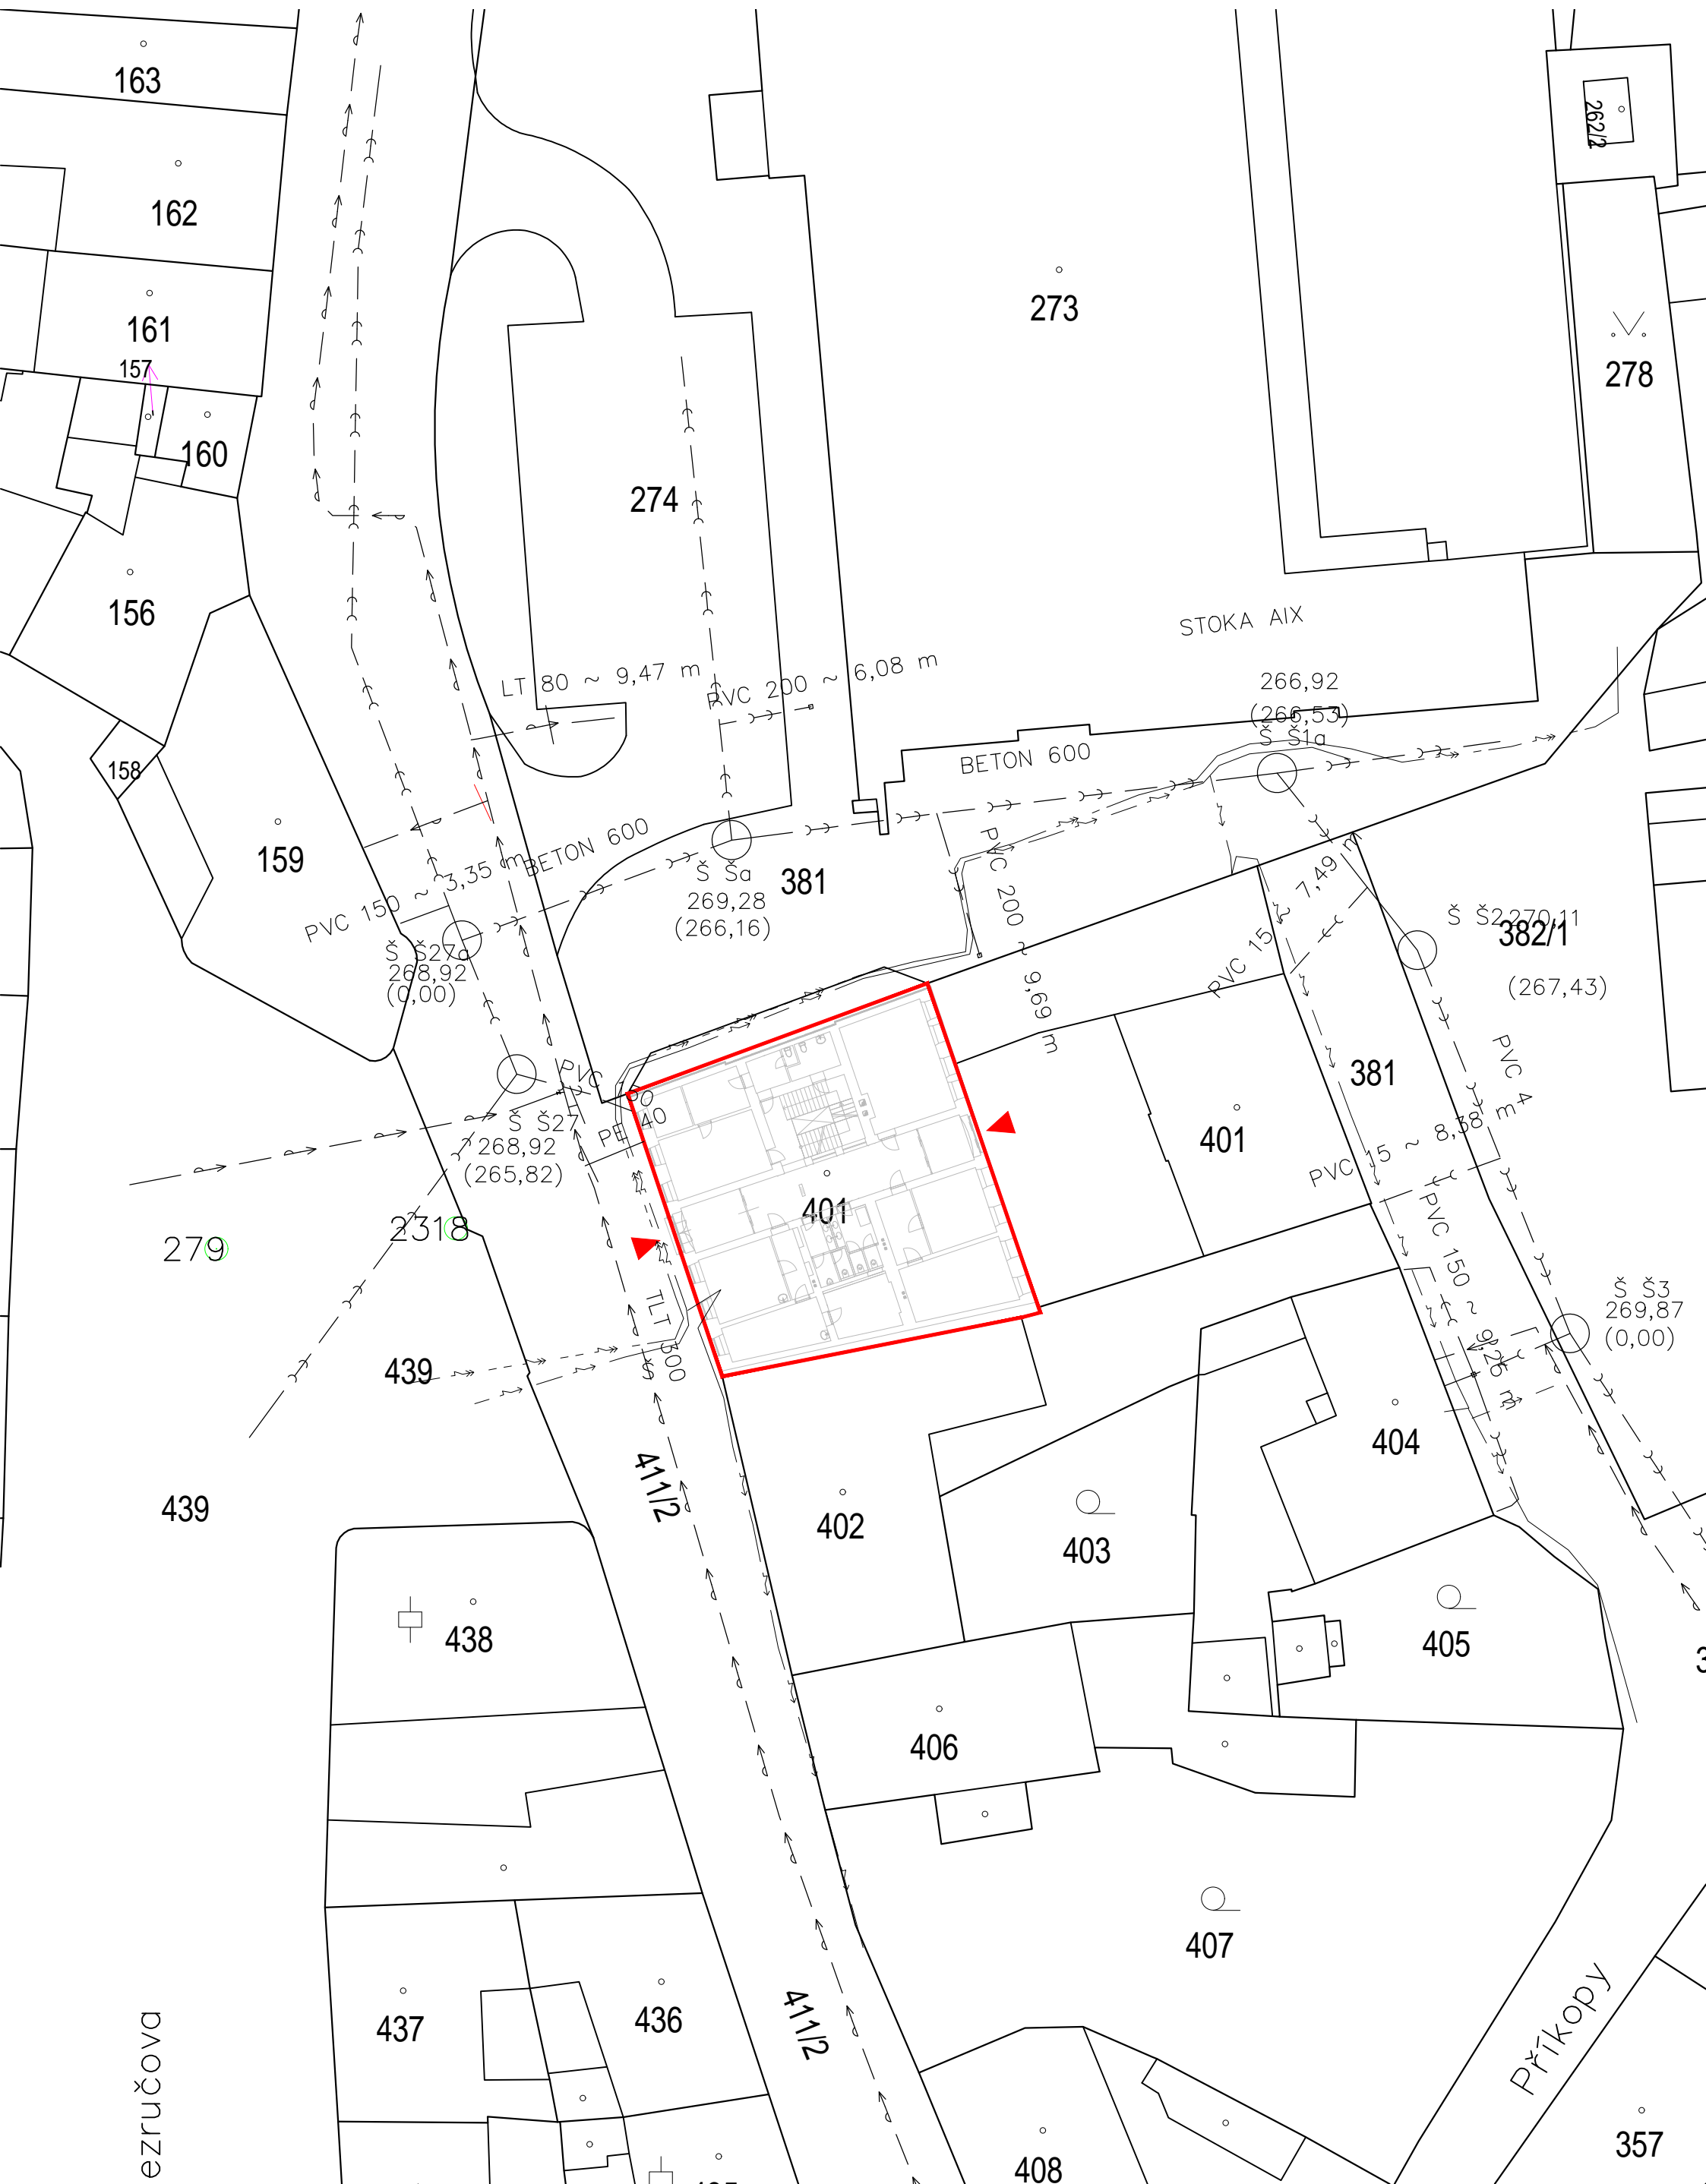 163
262/2
162
273
161
157
278
160
274
156
STOKA AIX
LT 80 ~ 9,47 m
PVC 200 ~ 6,08 m
266,92
(266,53)
Š Š1a
BETON 600
158
BETON 600
159
PVC 150 ~ 3,35 m
Š Ša
269,28
(266,16)
381
PVC 200 ~ 9,69 m
PVC 15 ~ 7,49 m
Š Š2 270,11
382/1
(267,43)
Š Š27a
268,92
(0,00)
PVC
PE 40
Š Š27
268,92
(265,82)
381
PVC 4
401
PVC 15 ~ 8,38 m
401
2318
279
PVC 150 ~ 9,26 m
Š Š3
269,87
(0,00)
TLT 300
Š
439
404
411/2
439
402
403
438
405
406
407
437
436
411/2
Příkopy
ezručova
357
408